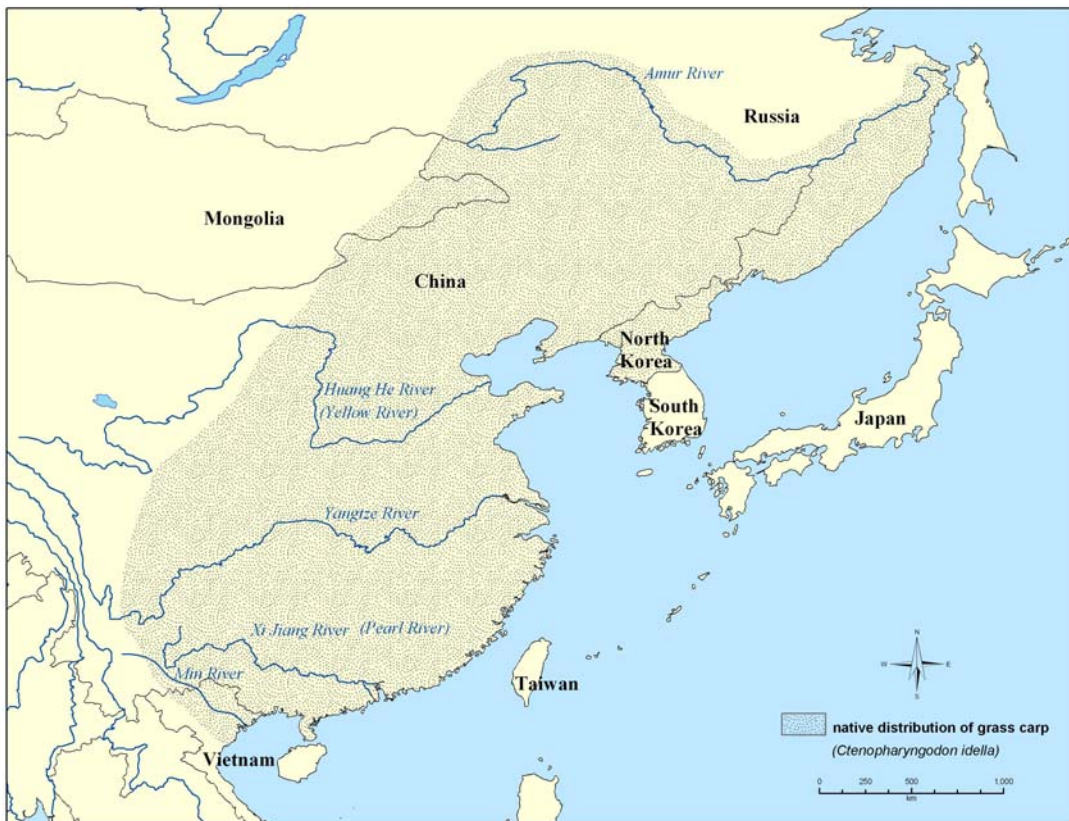 Amur River
Russia
Mongolia
China
North
Korea
Huang He River
(Yellow River)
South
Korea
Japan
Yangtze River
Xi Jiang River (Pearl River)
Min River
Taiwan
Vietnam
N
W E
S
native distribution of grass carp
(Ctenopharyngodon idella)
0 250 500 1,000
km